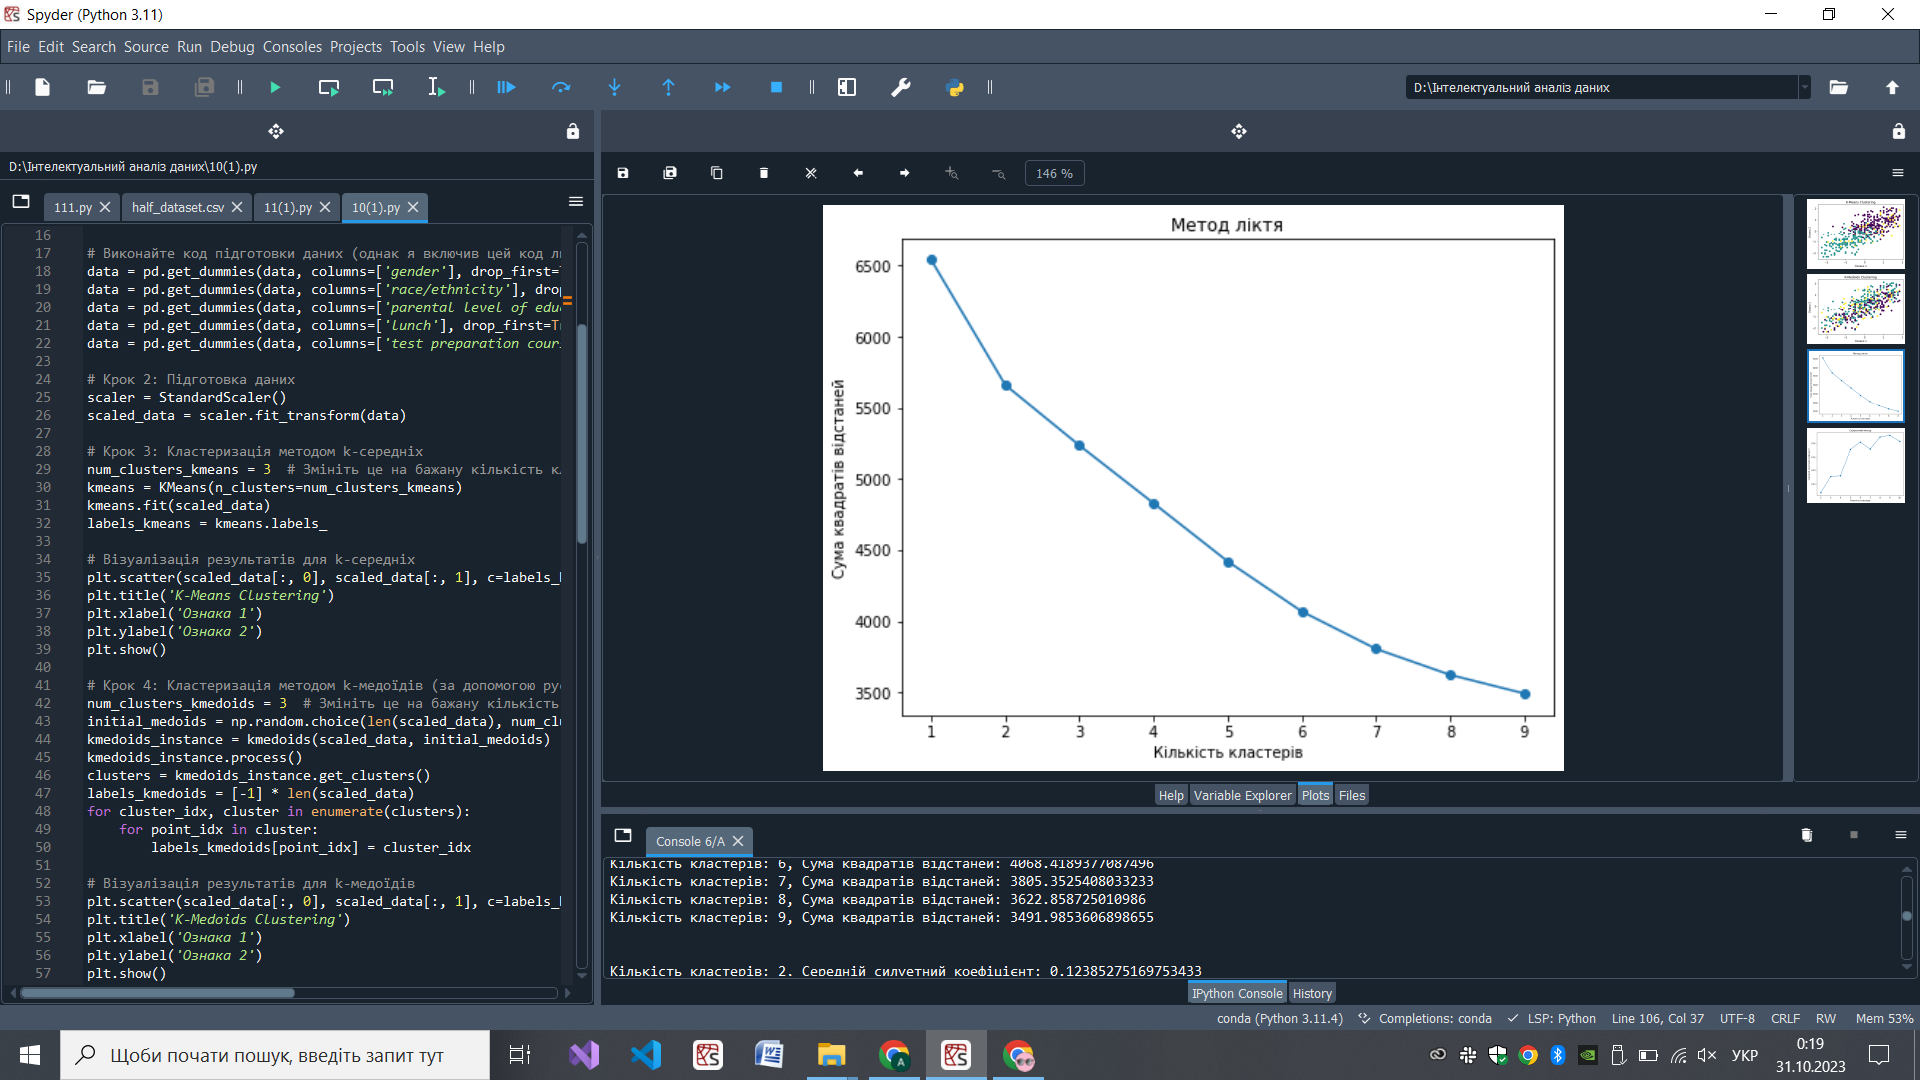 Spyder (Python 3.11)
File Edit Search Source Run Debug Consoles Projects Tools View Help
D:\Інтелектуальний аналіз даних
D:\Інтелектуальний аналіз даних\10(1).py
111.py half_dataset.csv 11(1).py 10(1).py
16
17 # Виконайте код підготовки даних (однак я включив цей код
18 data = pd.get_dummies(data, columns=['gender'], drop_first=
19 data = pd.get_dummies(data, columns=['race/ethnicity'],
20 data = pd.get_dummies(data, columns=['parental level of
21 data = pd.get_dummies(data, columns=['lunch'], drop_first=
22 data = pd.get_dummies(data, columns=['test preparation
23
24 # Крок 2: Підготовка даних
25 scaler = StandardScaler()
26 scaled_data = scaler.fit_transform(data)
27
28 # Крок 3: Кластеризація методом k-середніх
29 num_clusters_kmeans = 3 # Змініть це на бажану кількість
30 kmeans = KMeans(n_clusters=num_clusters_kmeans)
31 kmeans.fit(scaled_data)
32 labels_kmeans = kmeans.labels_
33
34 # Візуалізація результатів для k-середніх
35 plt.scatter(scaled_data[:, 0], scaled_data[:, 1],
36 plt.title('K-Means Clustering')
37 plt.xlabel('Ознака 1')
38 plt.ylabel('Ознака 2')
39 plt.show()
40
41 # Крок 4: Кластеризація методом k-медоїдів (за допомогою
42 num_clusters_kmedoids = 3 # Змініть це на бажану кількість
43 initial_medoids = np.random.choice(len(scaled_data),
44 kmedoids_instance = kmedoids(scaled_data, initial_medoids)
45 kmedoids_instance.process()
46 clusters = kmedoids_instance.get_clusters()
47 labels_kmedoids = [-1] * len(scaled_data)
48 for cluster_idx, cluster in enumerate(clusters):
49 for point_idx in cluster:
50 labels_kmedoids[point_idx] = cluster_idx
51
52 # Візуалізація результатів для k-медоїдів
53 plt.scatter(scaled_data[:, 0], scaled_data[:, 1],
54 plt.title('K-Medoids Clustering')
55 plt.xlabel('Ознака 1')
56 plt.ylabel('Ознака 2')
57 plt.show()
146 %
Метод ліктя
Сума квадратів відстаней
6500
6000
5500
5000
4500
4000
3500
1 2 3 4 5 6 7 8 9
Кількість кластерів
Help Variable Explorer Plots Files
Console 6/A
Кількість кластерів: 6, Сума квадратів відстаней: 4068.4189377087496
Кількість кластерів: 7, Сума квадратів відстаней: 3805.3525408033233
Кількість кластерів: 8, Сума квадратів відстаней: 3622.858725010986
Кількість кластерів: 9, Сума квадратів відстаней: 3491.9853606898655
Кількість кластерів: 2, Середній силуетний коефіцієнт: 0.12385275169753433
IPython Console History
conda (Python 3.11.4) Completions: conda LSP: Python Line 106, Col 37 UTF-8 CRLF RW Mem 53%
Щоби почати пошук, введіть запит тут
УКР
0:19
31.10.2023